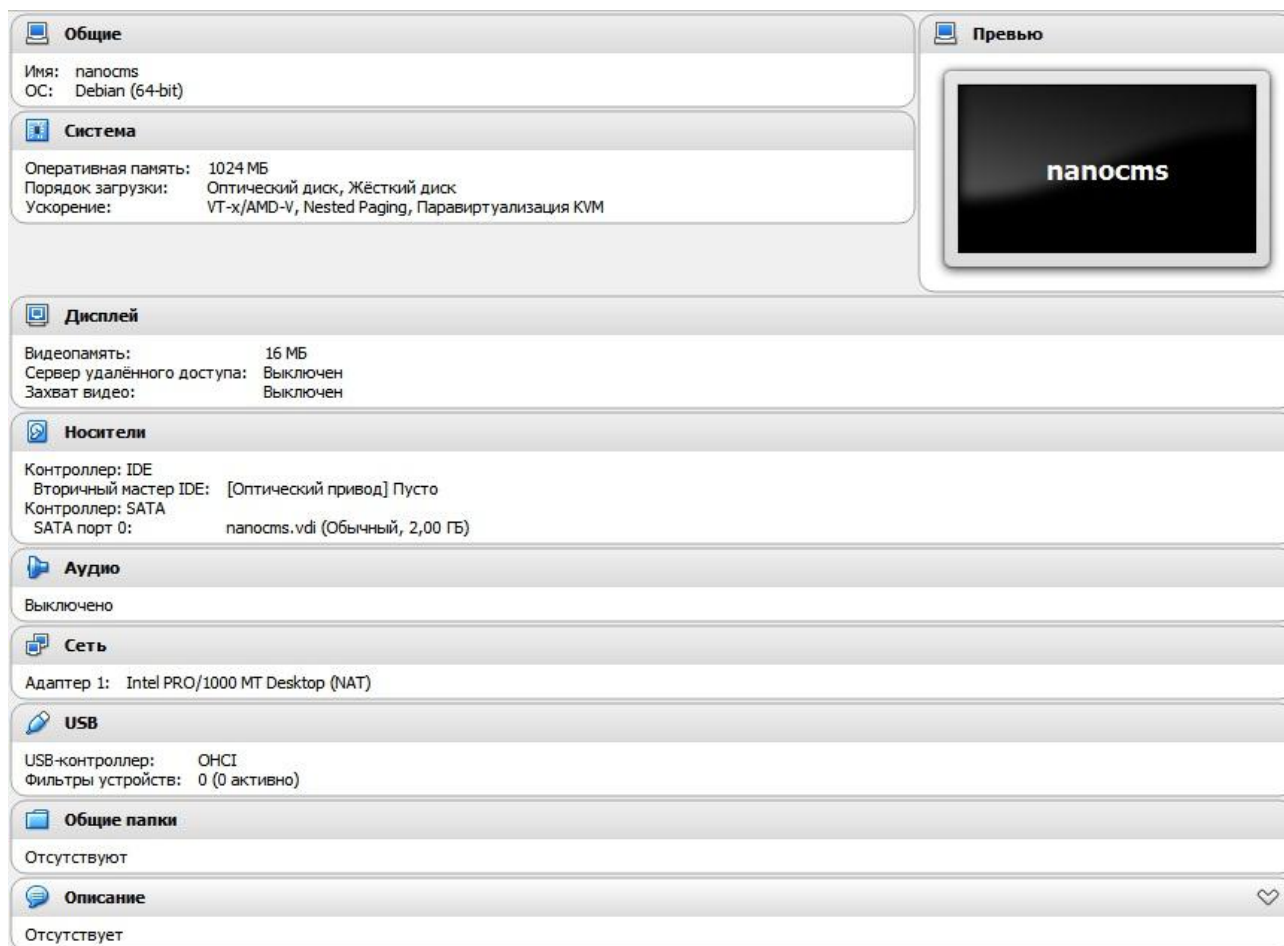 Общие
Имя: nanocms
ОС: Debian (64-bit)
Превью
nanocms
Система
Оперативная память: 1024 МБ
Порядок загрузки: Оптический диск, Жёсткий диск
Ускорение: VT-x/AMD-V, Nested Paging, Паравиртуализация KVM
Дисплей
Видеопамять: 16 МБ
Сервер удалённого доступа: Выключен
Захват видео: Выключен
Носители
Контроллер: IDE
Вторичный мастер IDE: [Оптический привод] Пусто
Контроллер: SATA
SATA порт 0: nanocms.vdi (Обычный, 2,00 ГБ)
Аудио
Выключено
Сеть
Адаптер 1: Intel PRO/1000 MT Desktop (NAT)
USB
USB-контроллер: OHCI
Фильтры устройств: 0 (0 активно)
Общие папки
Отсутствуют
Описание
Отсутствует